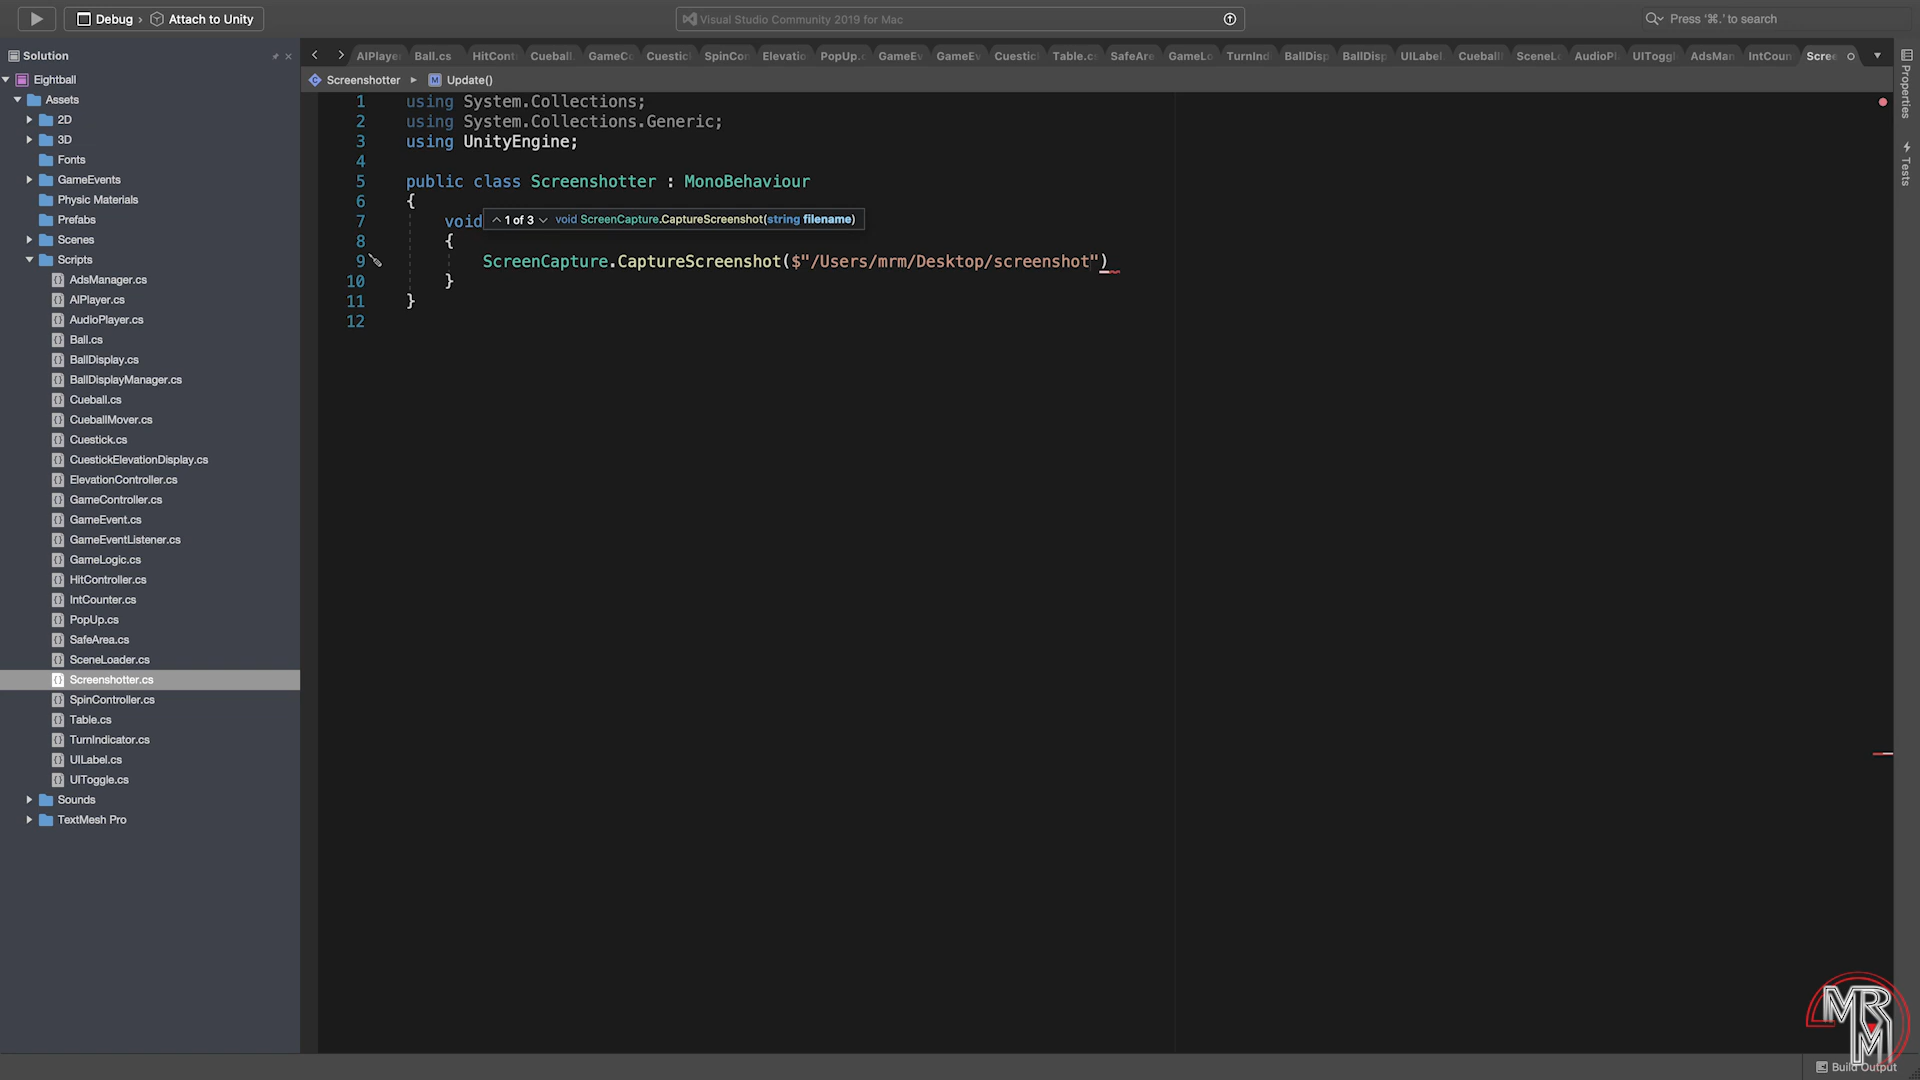 Debug › Attach to Unity
Visual Studio Community 2019 for Mac
Press '⌘.' to search
Solution
AIPlaye
Ball.cs
HitCont
Cueball
GameCo
Cuestic
SpinCon
Elevatio
PopUp.c
GameEv
GameEv
Cuestic
Table.cs
SafeAre
GameLo
TurnIndi
BallDisp
BallDisp
UILabel
Cueball
SceneL
AudioPl
UIToggl
AdsMan
IntCoun
Scree
Properties
Tests
Screenshotter ▸ M Update()
Eightball
Assets
2D
3D
Fonts
GameEvents
Physic Materials
Prefabs
Scenes
Scripts
AdsManager.cs
AIPlayer.cs
AudioPlayer.cs
Ball.cs
BallDisplay.cs
BallDisplayManager.cs
Cueball.cs
CueballMover.cs
Cuestick.cs
CuestickElevationDisplay.cs
ElevationController.cs
GameController.cs
GameEvent.cs
GameEventListener.cs
GameLogic.cs
HitController.cs
IntCounter.cs
PopUp.cs
SafeArea.cs
SceneLoader.cs
Screenshotter.cs
SpinController.cs
Table.cs
TurnIndicator.cs
UILabel.cs
UIToggle.cs
Sounds
TextMesh Pro
1 using System.Collections;
2 using System.Collections.Generic;
3 using UnityEngine;
4
5 public class Screenshotter : MonoBehaviour
6 {
7 void
1 of 3 void ScreenCapture.CaptureScreenshot(string filename)
8 {
9 ScreenCapture.CaptureScreenshot($"/Users/mrm/Desktop/screenshot")
10 }
11 }
12
MRM
Build Output